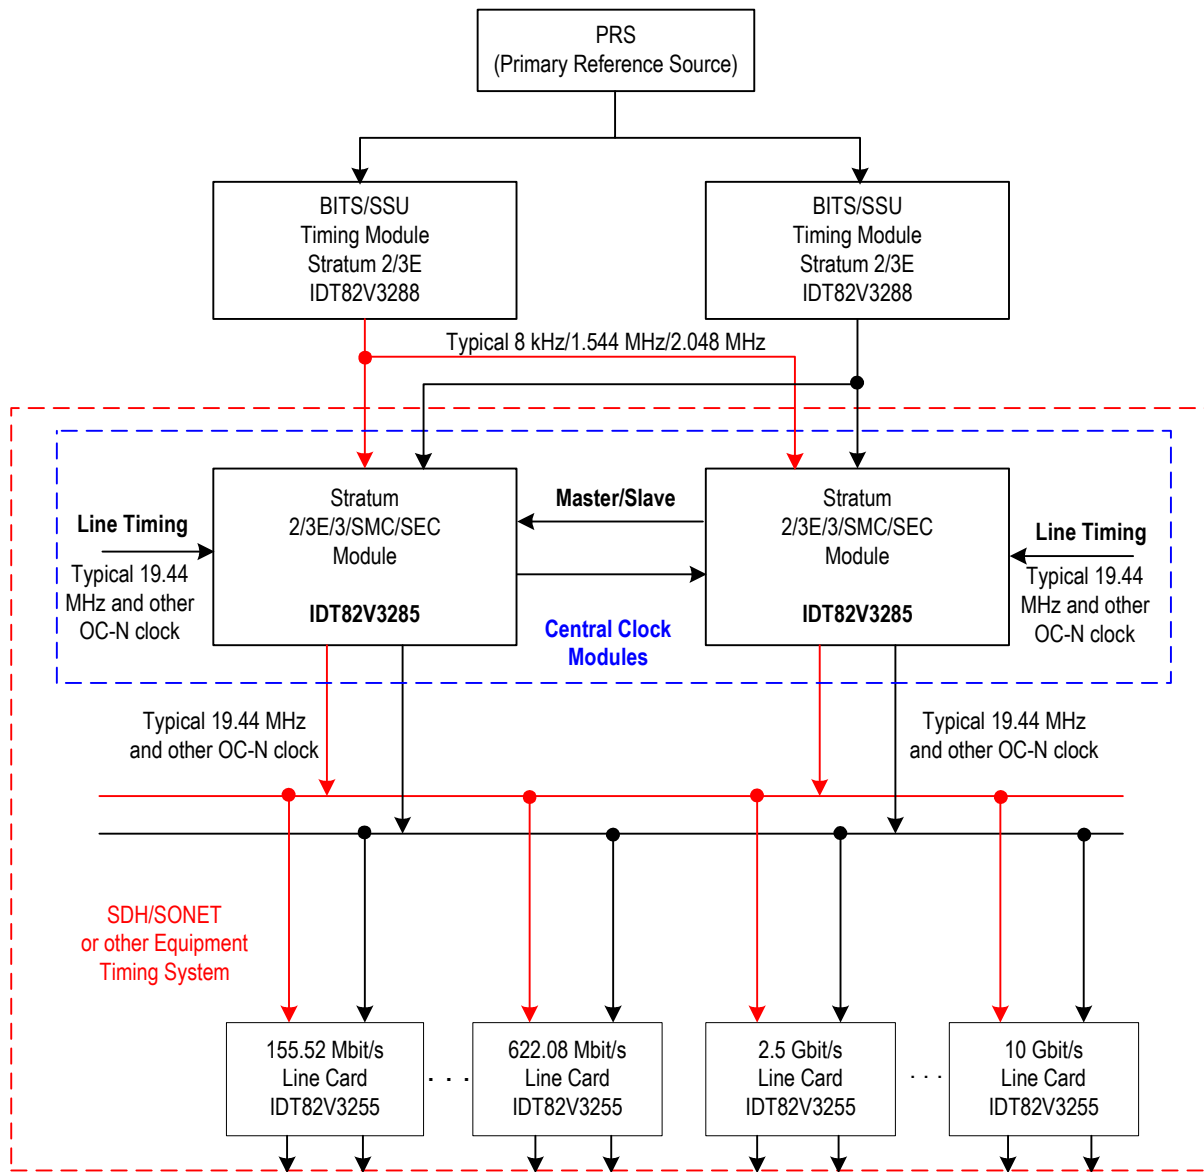 PRS
(Primary Reference Source)
BITS/SSU
Timing Module
Stratum 2/3E
IDT82V3288
BITS/SSU
Timing Module
Stratum 2/3E
IDT82V3288
Typical 8 kHz/1.544 MHz/2.048 MHz
Line Timing
Typical 19.44
MHz and other
OC-N clock
Stratum
2/3E/3/SMC/SEC
Module
IDT82V3285
Master/Slave
Central Clock
Modules
Stratum
2/3E/3/SMC/SEC
Module
IDT82V3285
Line Timing
Typical 19.44
MHz and other
OC-N clock
Typical 19.44 MHz
and other OC-N clock
Typical 19.44 MHz
and other OC-N clock
SDH/SONET
or other Equipment
Timing System
155.52 Mbit/s
Line Card
IDT82V3255
. . .
622.08 Mbit/s
Line Card
IDT82V3255
2.5 Gbit/s
Line Card
IDT82V3255
. . .
10 Gbit/s
Line Card
IDT82V3255